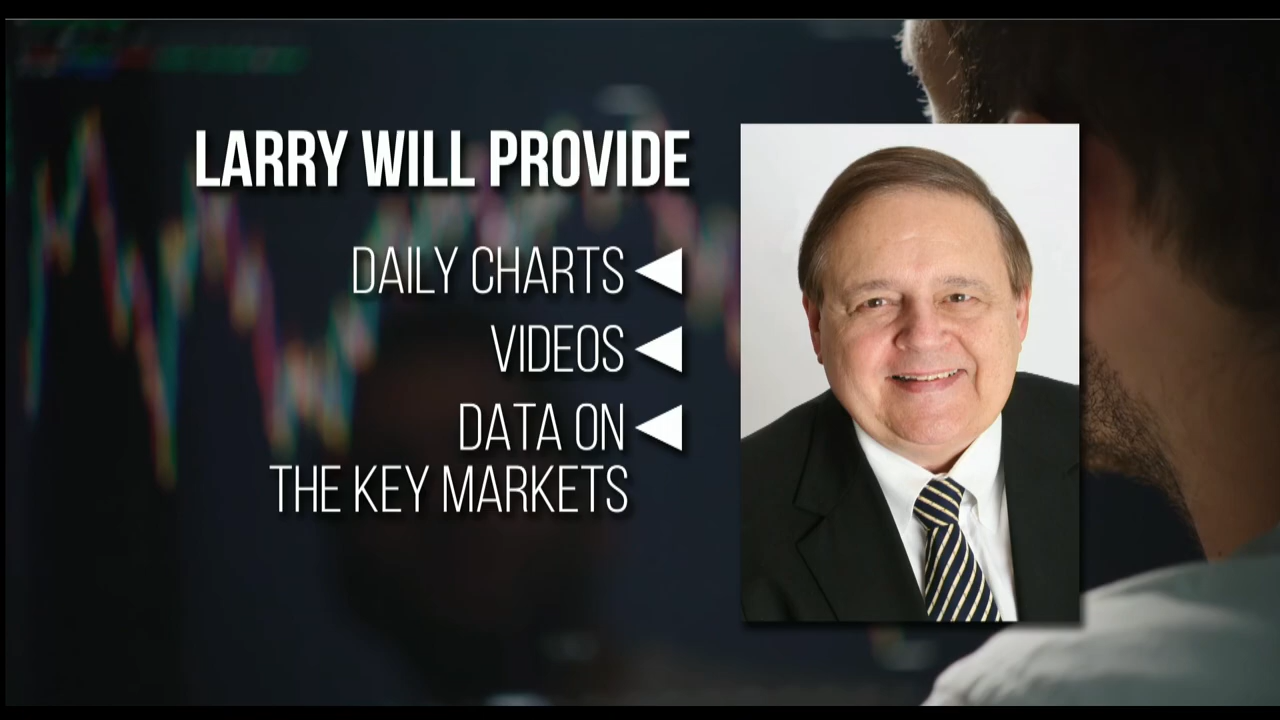 LARRY WILL PROVIDE
DAILY CHARTS
VIDEOS
DATA ON
THE KEY MARKETS